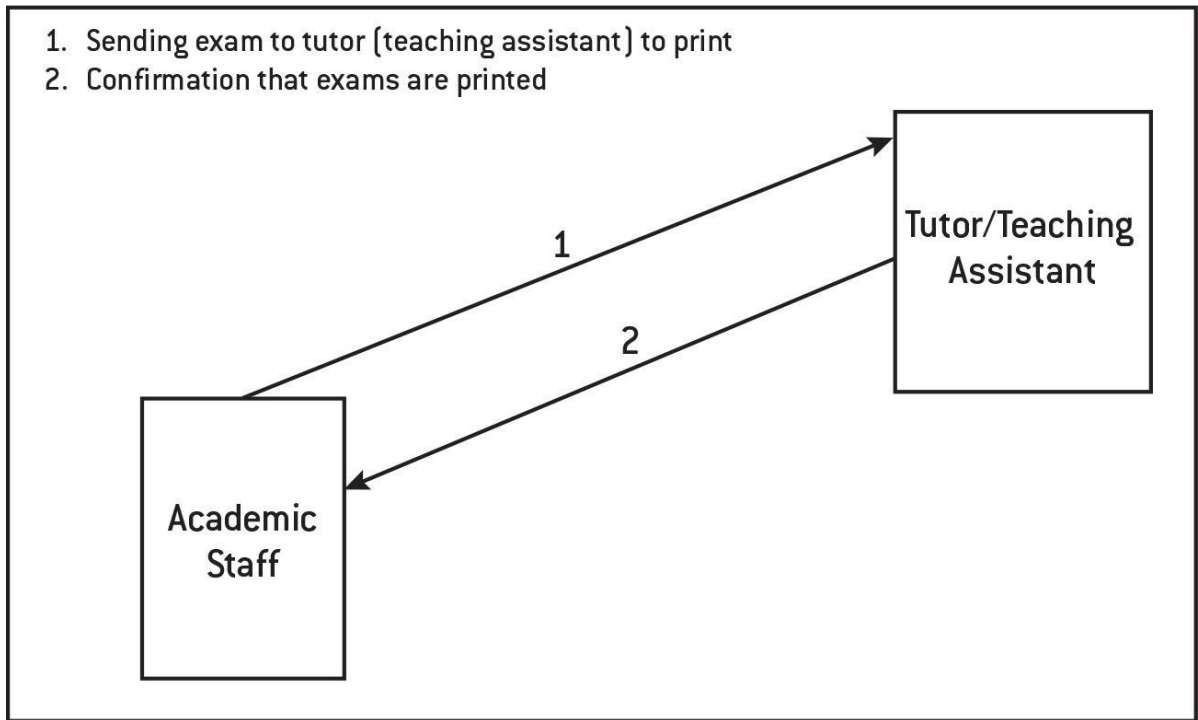 1. Sending exam to tutor (teaching assistant) to print
2. Confirmation that exams are printed
1
Tutor/Teaching
Assistant
2
Academic
Staff